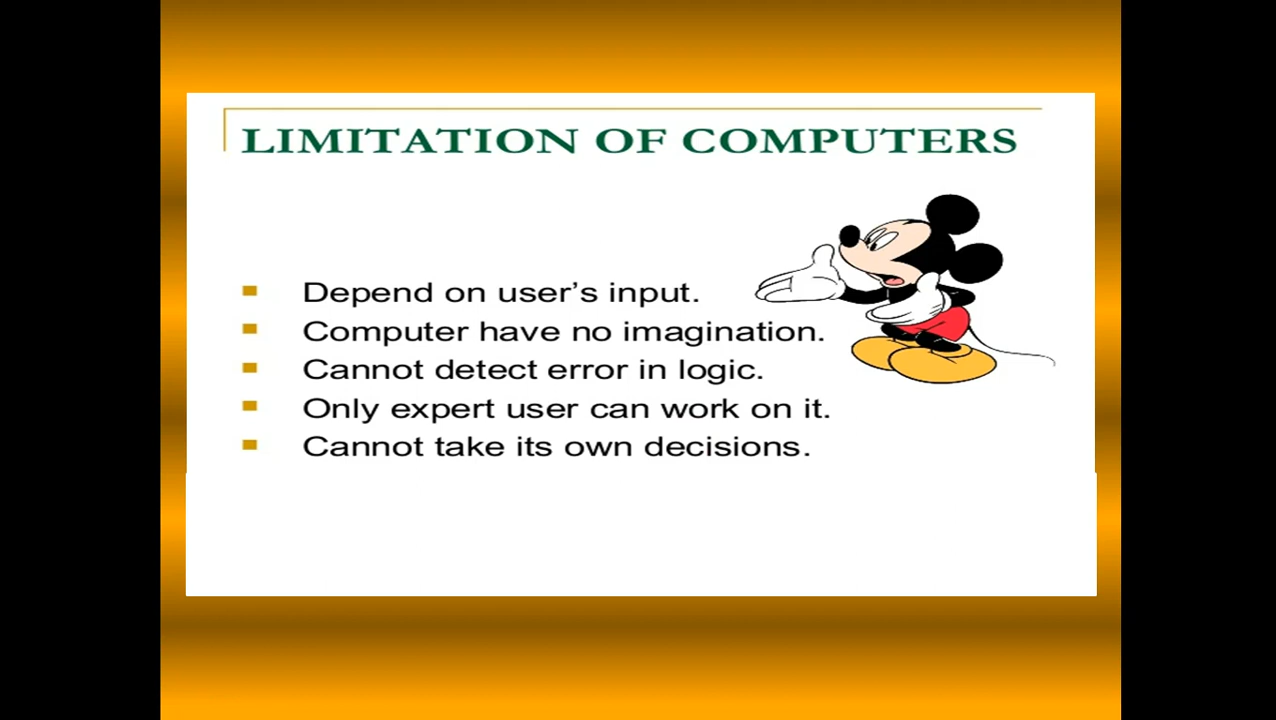 LIMITATION OF COMPUTERS
Depend on user's input.
Computer have no imagination.
Cannot detect error in logic.
Only expert user can work on it.
Cannot take its own decisions.